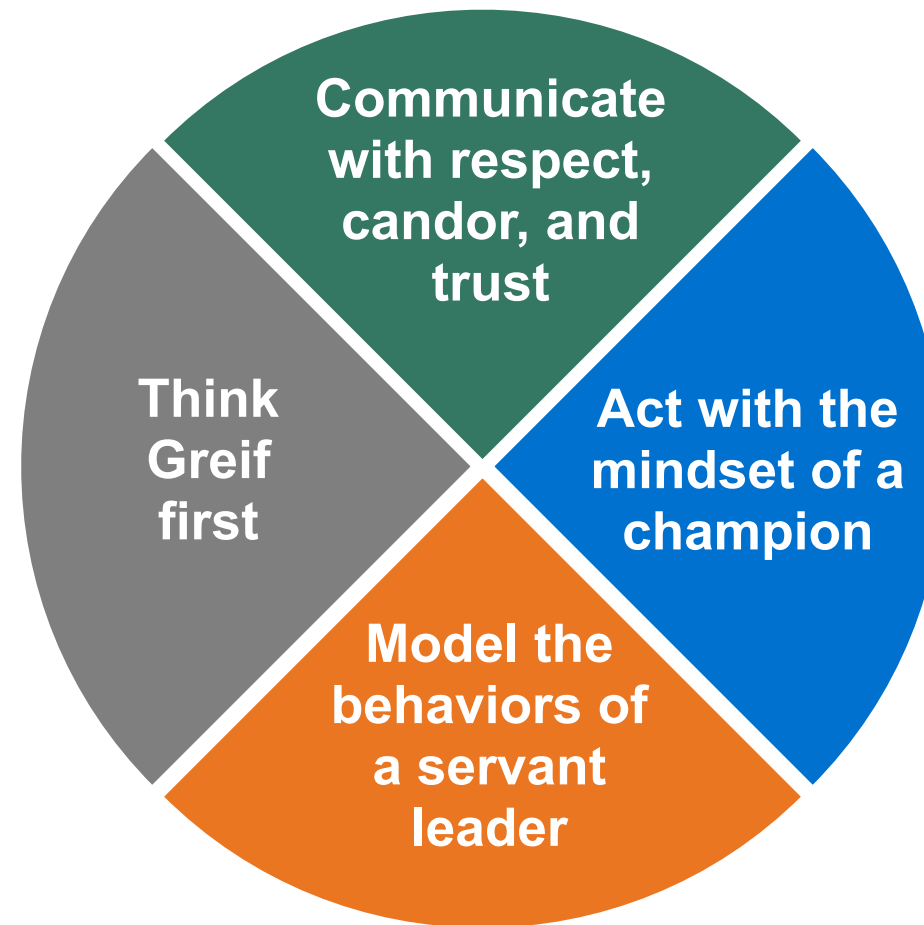 Communicate
with respect,
candor, and
trust
Act with the
mindset of a
champion
Model the
behaviors of
a servant
leader
Think
Greif
first